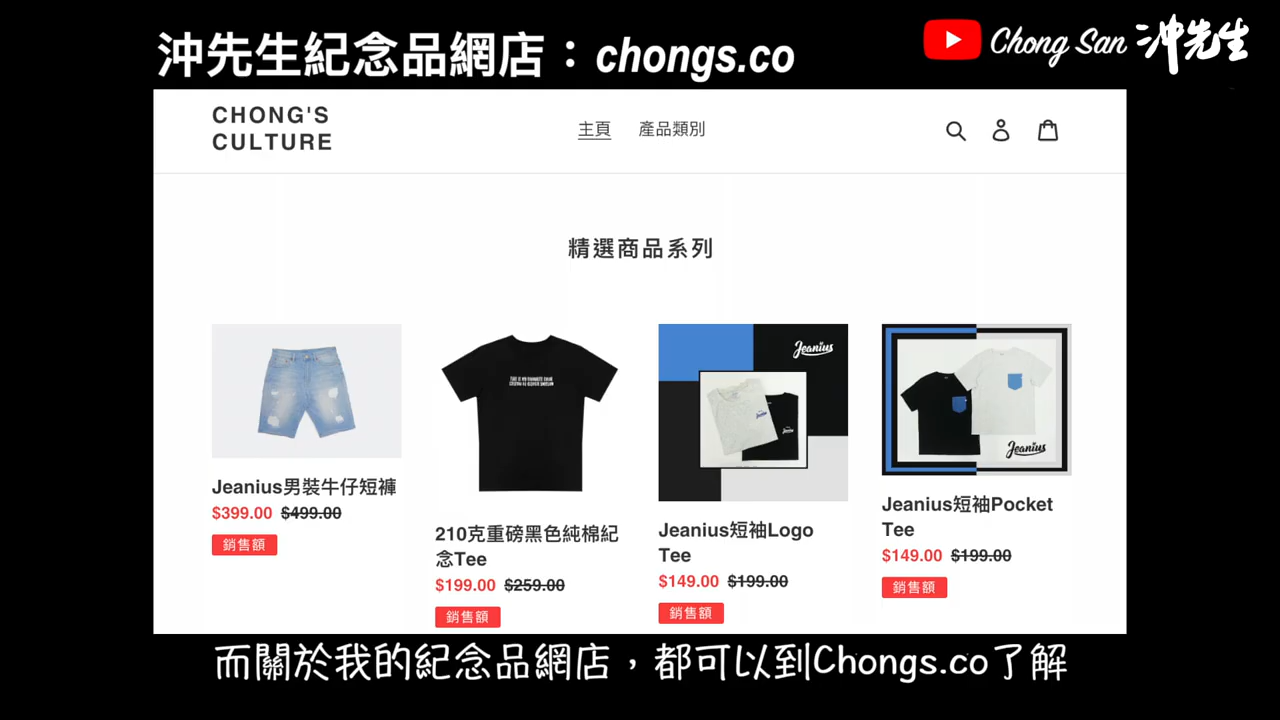 沖先生紀念品網店：chongs.co
Chong San 沖先生
CHONG'S
CULTURE
主頁 產品類別
精選商品系列
Jeanius男裝牛仔短褲
$399.00 $499.00
銷售額
210克重磅黑色純棉紀
念Tee
$199.00 $259.00
銷售額
Jeanius
Jeanius短袖Logo
Tee
$149.00 $199.00
銷售額
Jeanius
Jeanius短袖Pocket
Tee
$149.00 $199.00
銷售額
而關於我的紀念品網店，都可以到Chongs.co了解